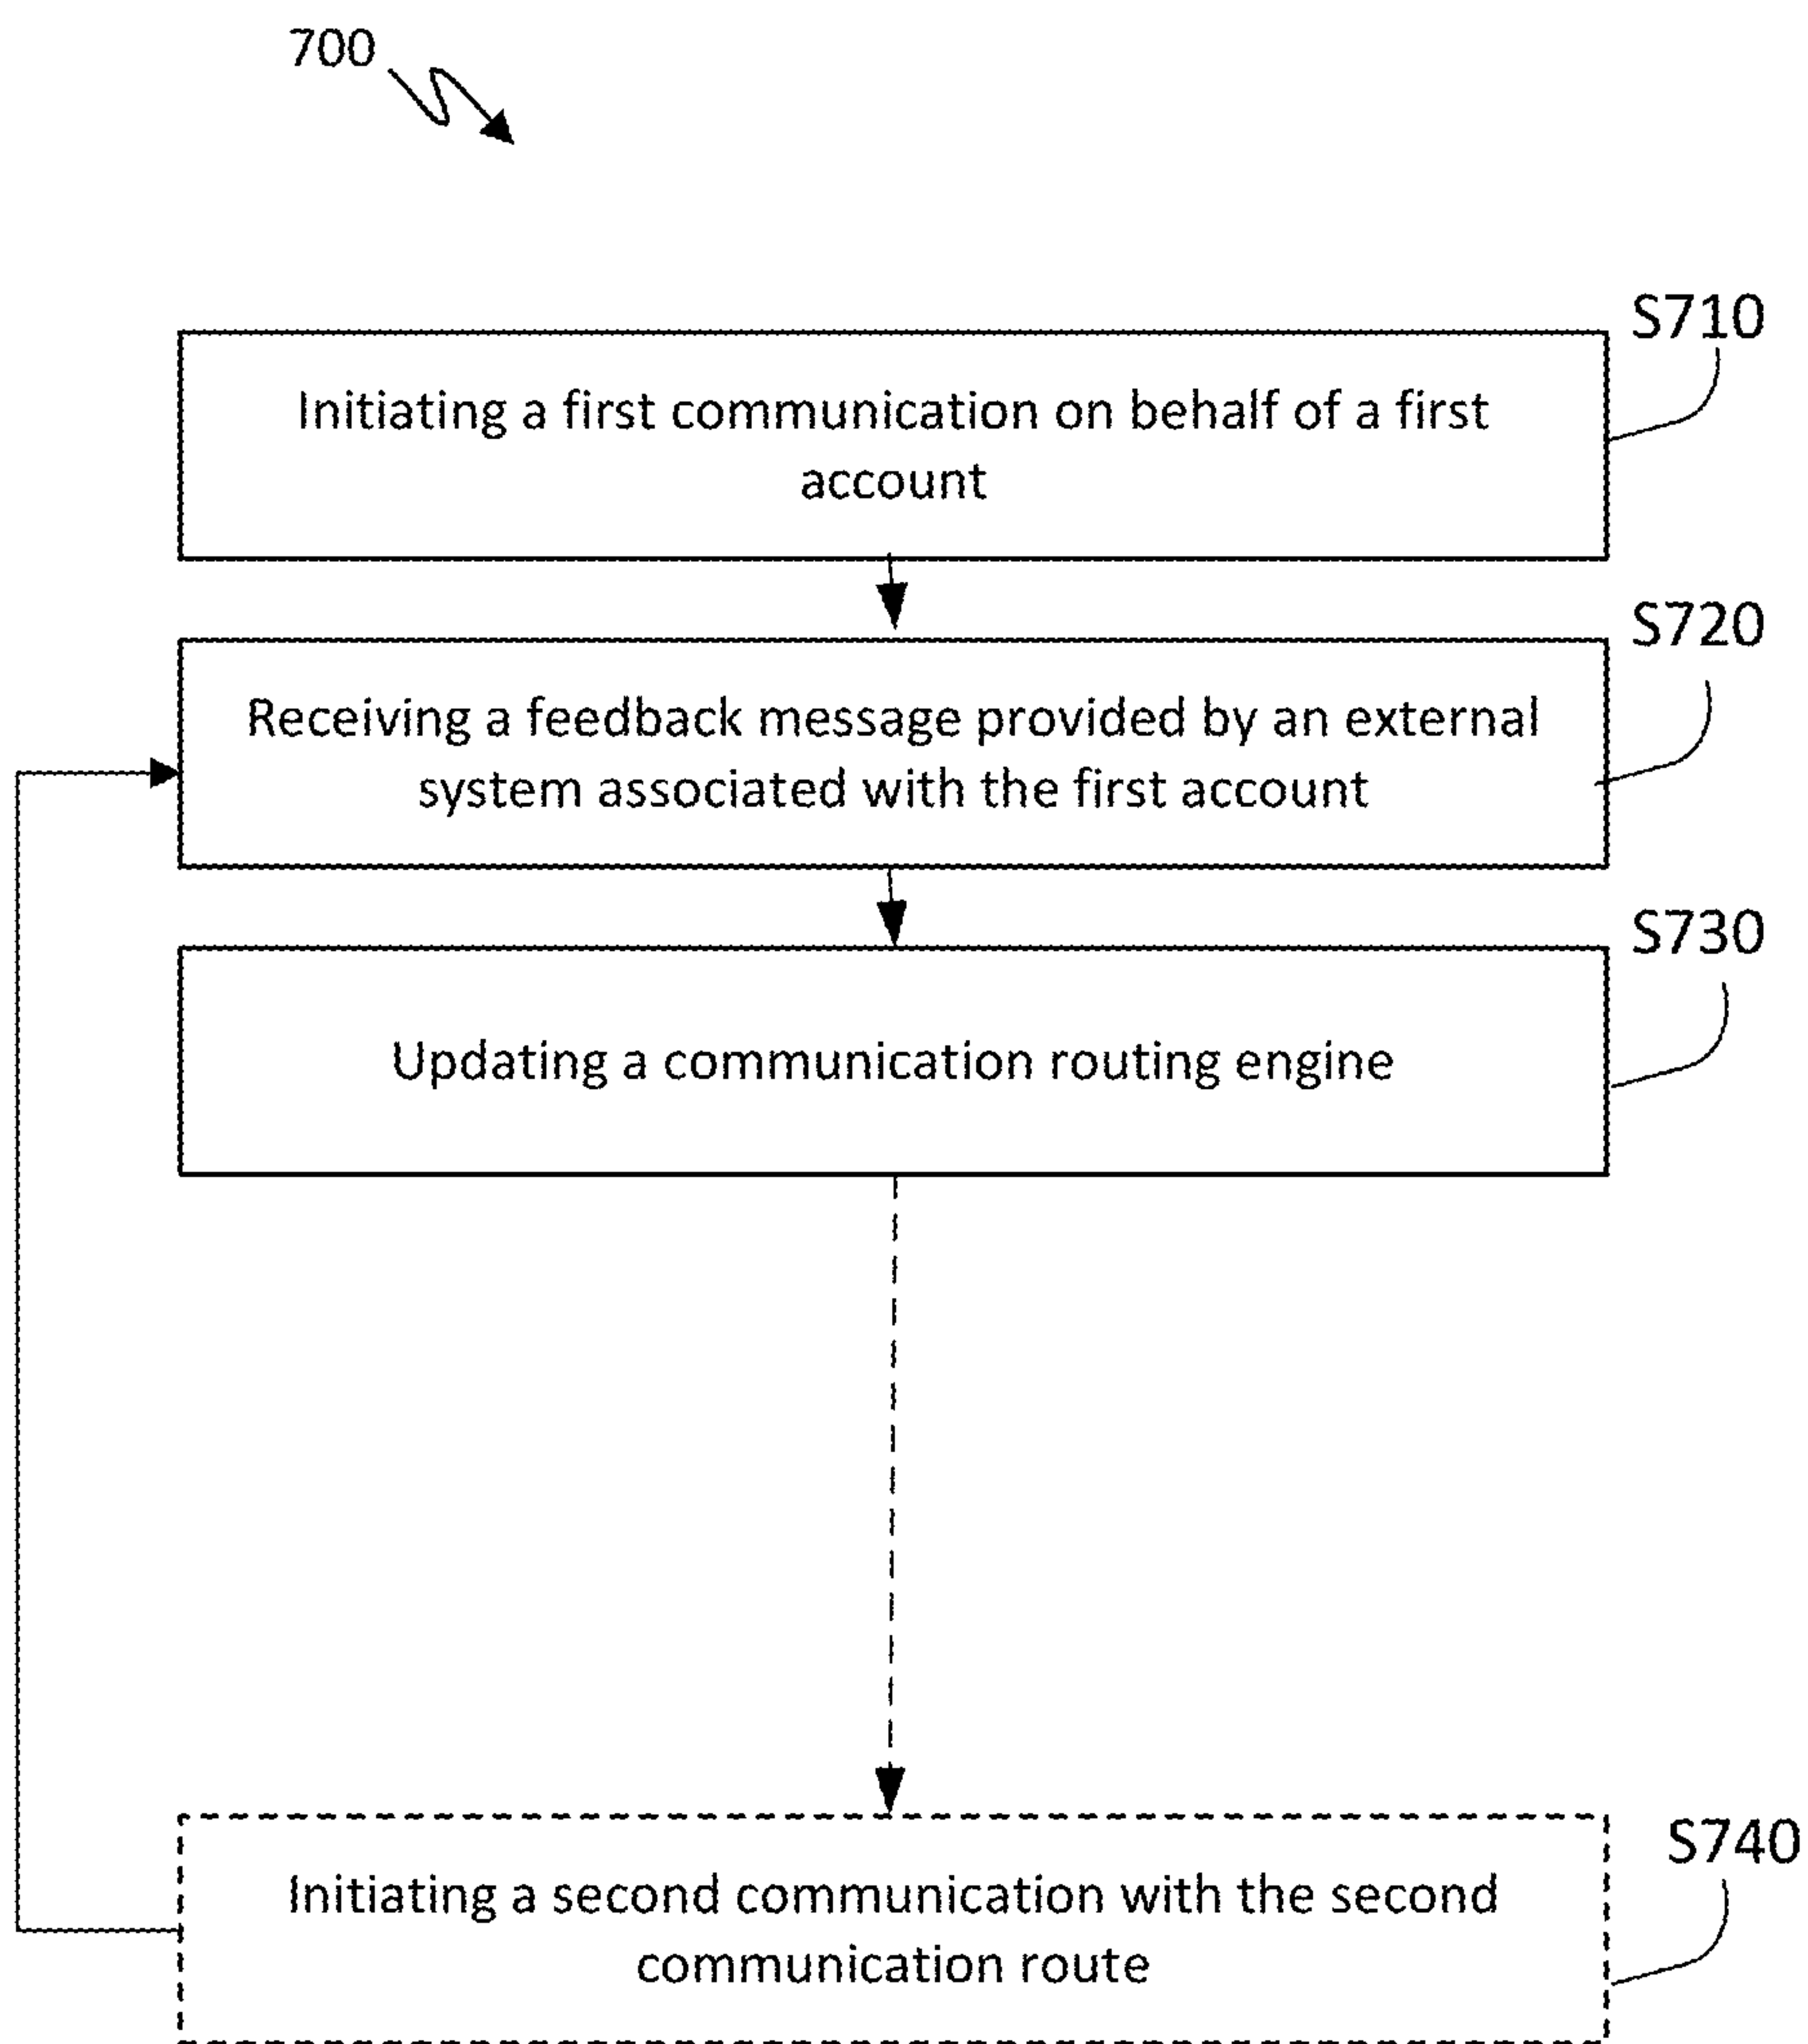 700
S710
Initiating a first communication on behalf of a first
account
S720
Receiving a feedback message provided by an external
system associated with the first account
S730
Updating a communication routing engine
S740
Initiating a second communication with the second
communication route